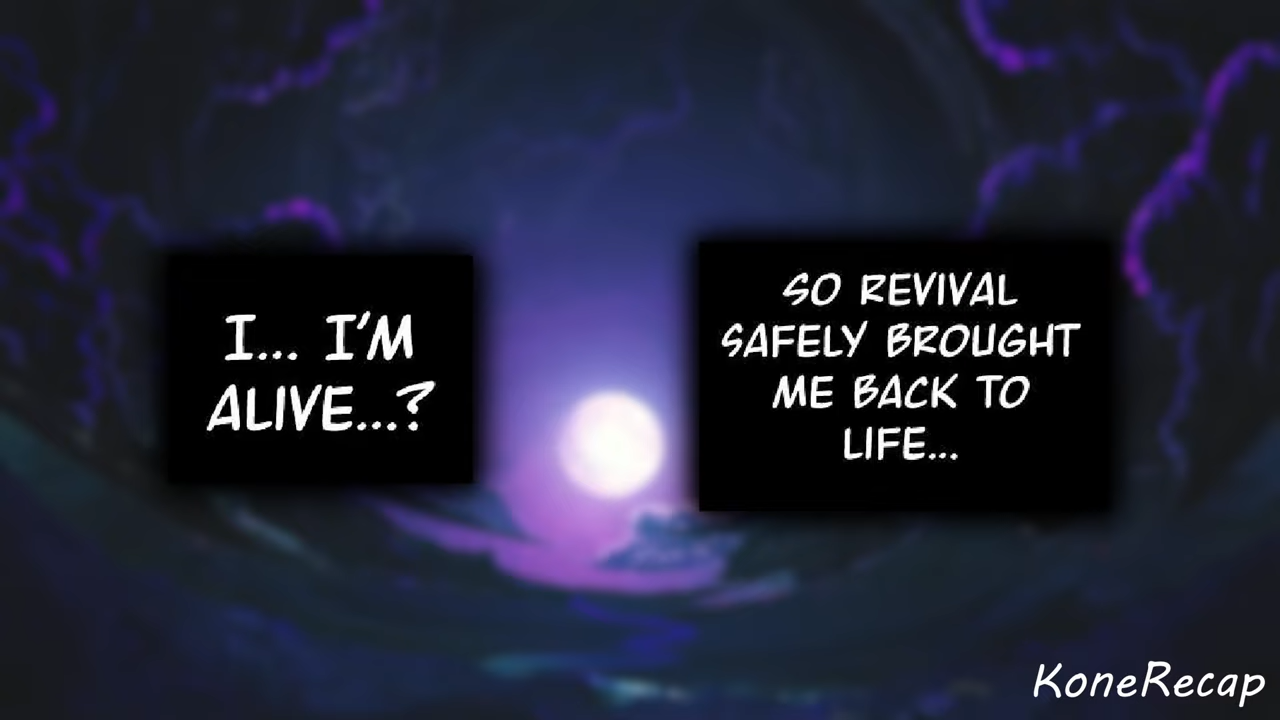 I... I'M
ALIVE...?
SO REVIVAL
SAFELY BROUGHT
ME BACK TO
LIFE...
KoneRecap